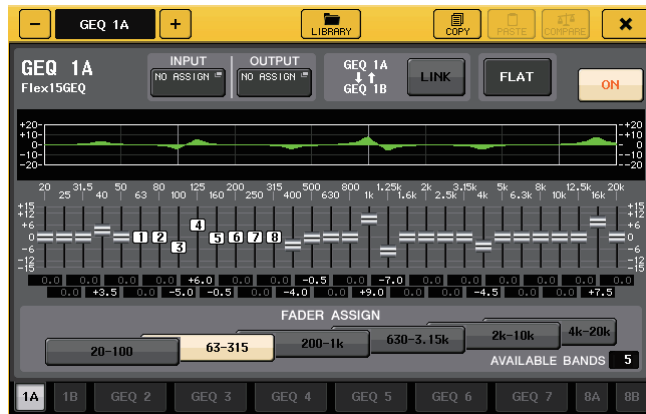 GEQ 1A
LIBRARY
COPY
PASTE
COMPARE
GEQ 1A
Flex15GEQ
INPUT
NO ASSIGN
OUTPUT
NO ASSIGN
GEQ 1A
GEQ 1B
LINK
FLAT
ON
+20 +20
+10 +10
0 0
-10 -10
-20 -20
20 31.5 50 80 125 200 315 500 800 1.25k 2k 3.15k 5k 8k 12.5k 20k
25 40 63 100 160 250 400 630 1k 1.6k 2.5k 4k 6.3k 10k 16k
+15 +15
+12 +12
+6 +6
0 0
-6 -6
-12 -12
-15 -15
1 2 3 4 5 6 7 8
0.0 0.0 0.0 0.0 +6.0 0.0 0.0 -0.5 0.0 -7.0 0.0 0.0 0.0 0.0 0.0 0.0
0.0 +3.5 0.0 -5.0 -0.5 0.0 -4.0 0.0 +9.0 0.0 0.0 -4.5 0.0 0.0 +7.5
FADER ASSIGN
20-100
63-315
200-1k
630-3.15k
2k-10k
4k-20k
AVAILABLE BANDS 5
1A 1B GEQ 2 GEQ 3 GEQ 4 GEQ 5 GEQ 6 GEQ 7 8A 8B